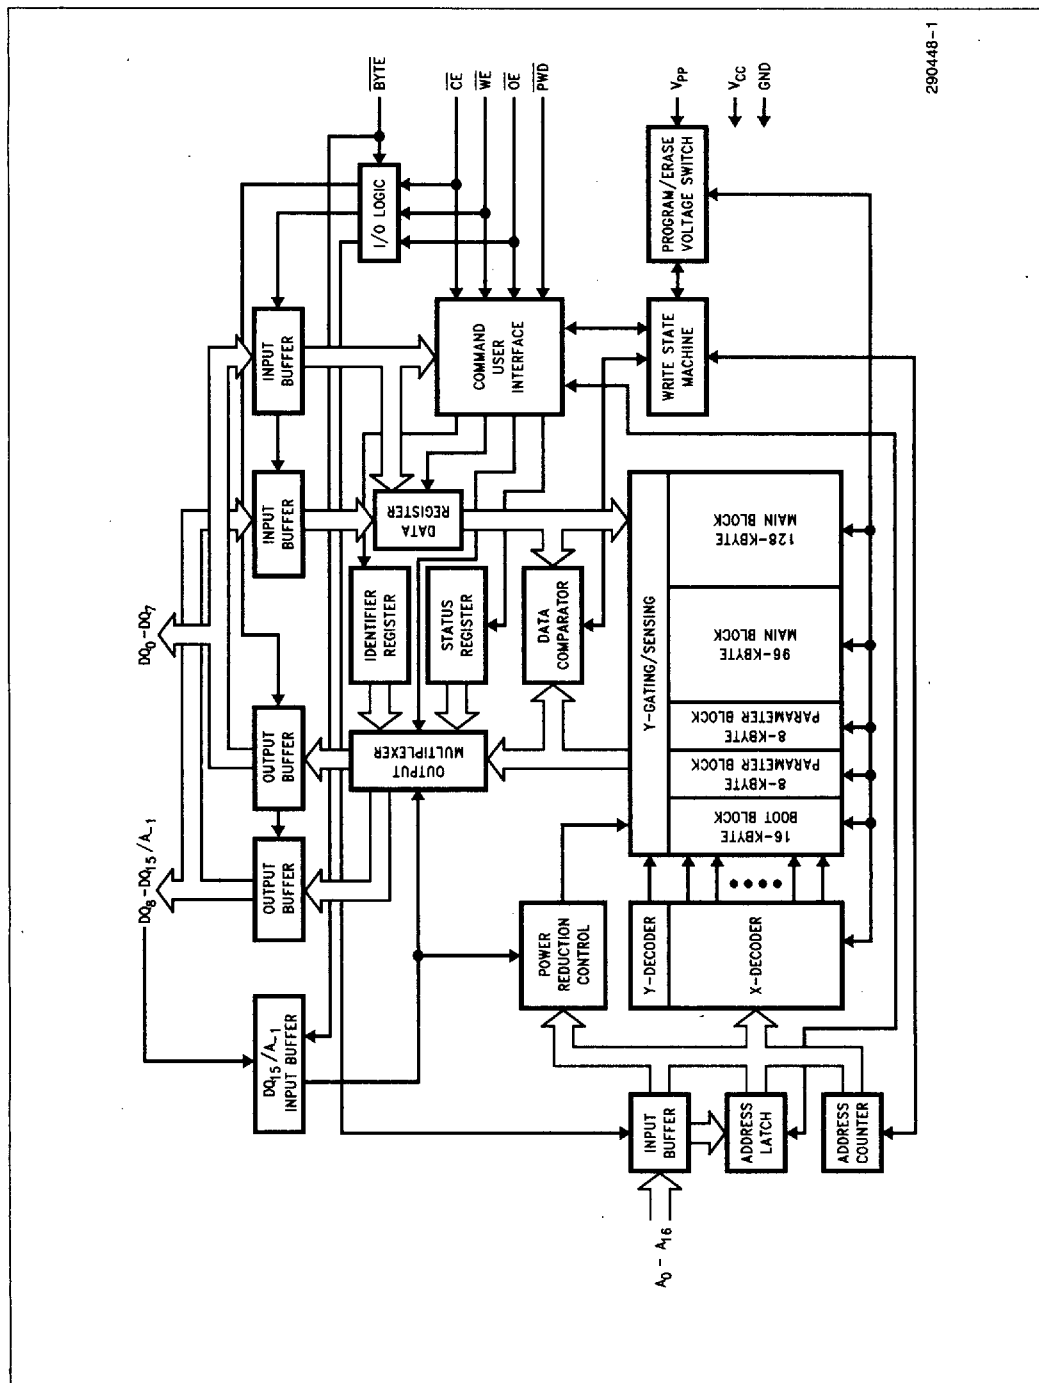 DQ8-DQ15/A-1
DQ0-DQ7
BYTE
DQ15/A-1
INPUT BUFFER
OUTPUT
BUFFER
OUTPUT
BUFFER
INPUT
BUFFER
INPUT
BUFFER
I/O LOGIC
CE
WE
OE
PWD
OUTPUT
MULTIPLEXER
IDENTIFIER
REGISTER
STATUS
REGISTER
DATA
REGISTER
COMMAND
USER
INTERFACE
POWER
REDUCTION
CONTROL
DATA
COMPARATOR
A0 - A16
INPUT
BUFFER
ADDRESS
LATCH
ADDRESS
COUNTER
Y-DECODER
X-DECODER
Y-GATING/SENSING
16-KBYTE
BOOT BLOCK
8-KBYTE
PARAMETER BLOCK
8-KBYTE
PARAMETER BLOCK
96-KBYTE
MAIN BLOCK
128-KBYTE
MAIN BLOCK
WRITE STATE
MACHINE
PROGRAM/ERASE
VOLTAGE SWITCH
VPP
VCC
GND
290448-1